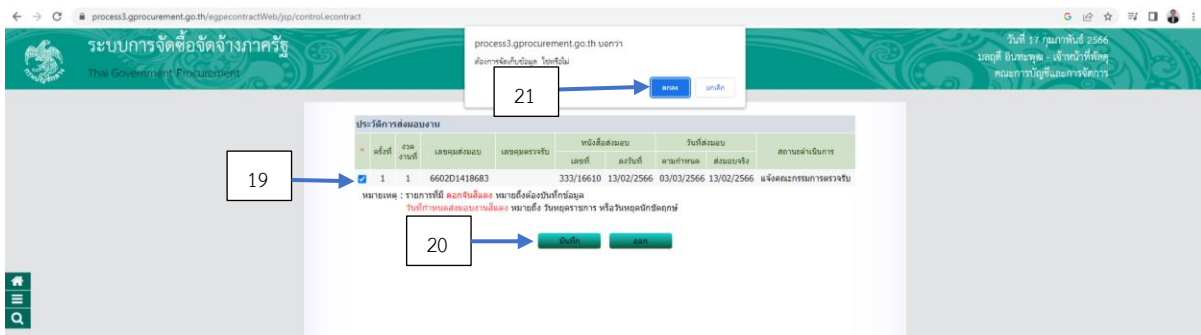 process3.gprocurement.go.th/egpecontractWeb/jsp/control.econtract
ระบบการจัดซื้อจัดจ้างภาครัฐ
Thai Government Procurement
process3.gprocurement.go.th บอกว่า
ต้องการจัดเก็บข้อมูล ใช่หรือไม่
ตกลง ยกเลิก
21
วันที่ 17 กุมภาพันธ์ 2566
มลฤดี อินทะพุฒ - เจ้าหน้าที่พัสดุ
คณะการบัญชีและการจัดการ
ประวัติการส่งมอบงาน
* ครั้งที่ งวดงานที่ เลขคุมส่งมอบ เลขคุมตรวจรับ หนังสือส่งมอบ วันที่ส่งมอบ สถานะดำเนินการ
เลขที่ ลงวันที่ ตามกำหนด ส่งมอบจริง
19
1 1 6602D1418683 333/16610 13/02/2566 03/03/2566 13/02/2566 แจ้งคณะกรรมการตรวจรับ
หมายเหตุ : รายการที่มี ดอกจันสีแดง หมายถึงต้องบันทึกข้อมูล
วันที่กำหนดส่งมอบงานสีแดง หมายถึง วันหยุดราชการ หรือวันหยุดนักขัตฤกษ์
20
บันทึก ออก